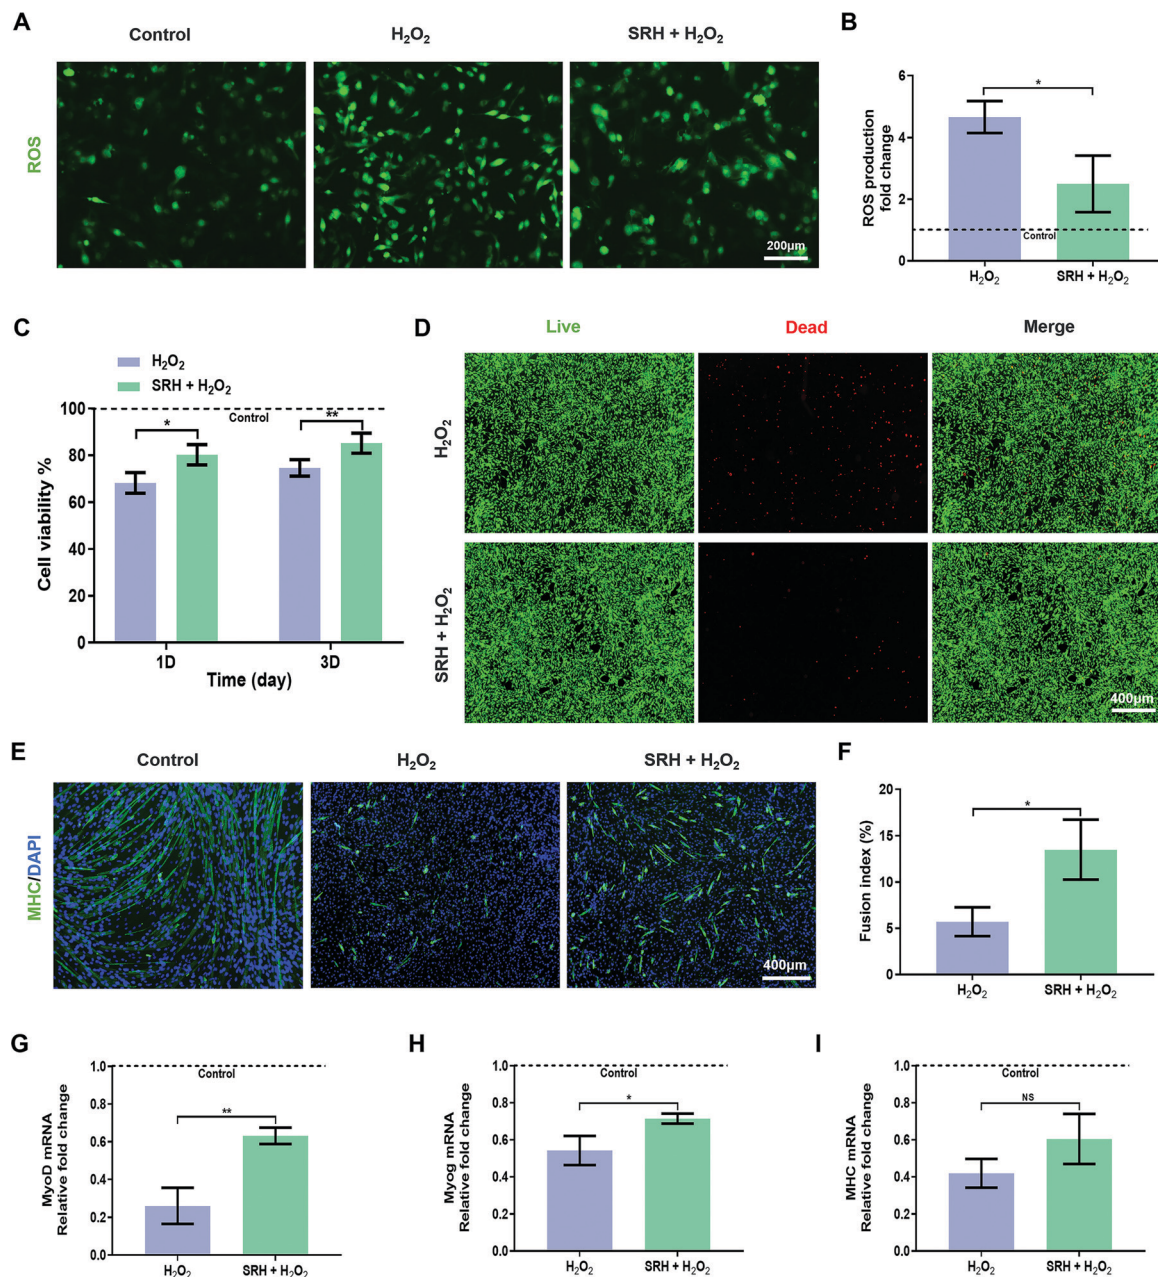 A
Control
H₂O₂
SRH + H₂O₂
ROS
200μm
B
ROS production
fold change
6
4
2
0
*
Control
H₂O₂
SRH + H₂O₂
C
H₂O₂
SRH + H₂O₂
Cell viability %
100
80
60
40
20
0
Control
*
**
1D
3D
Time (day)
D
Live
Dead
Merge
H₂O₂
SRH + H₂O₂
400μm
E
Control
H₂O₂
SRH + H₂O₂
MHC/DAPI
400μm
F
Fusion index (%)
20
15
10
5
0
*
H₂O₂
SRH + H₂O₂
G
MyoD mRNA
Relative fold change
1.0
0.8
0.6
0.4
0.2
0.0
Control
**
H₂O₂
SRH + H₂O₂
H
Myog mRNA
Relative fold change
1.0
0.8
0.6
0.4
0.2
0.0
Control
*
H₂O₂
SRH + H₂O₂
I
MHC mRNA
Relative fold change
1.0
0.8
0.6
0.4
0.2
0.0
Control
NS
H₂O₂
SRH + H₂O₂